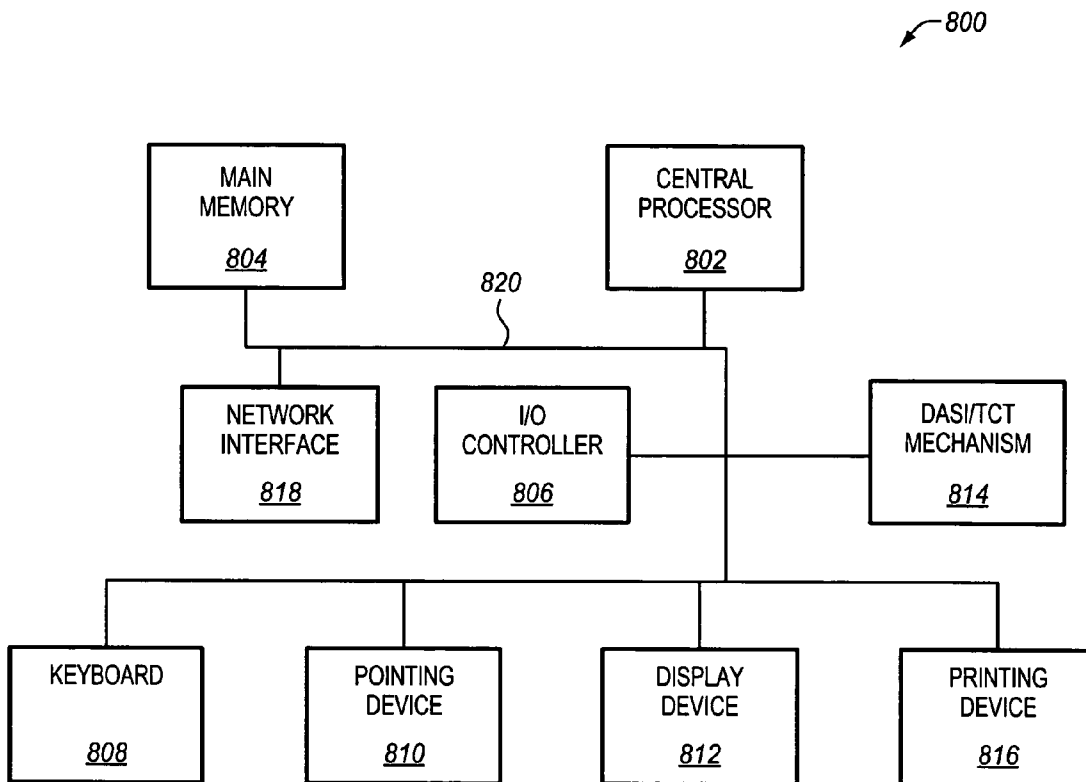 800
MAIN
MEMORY
804
CENTRAL
PROCESSOR
802
820
NETWORK
INTERFACE
818
I/O
CONTROLLER
806
DASI/TCT
MECHANISM
814
KEYBOARD
808
POINTING
DEVICE
810
DISPLAY
DEVICE
812
PRINTING
DEVICE
816